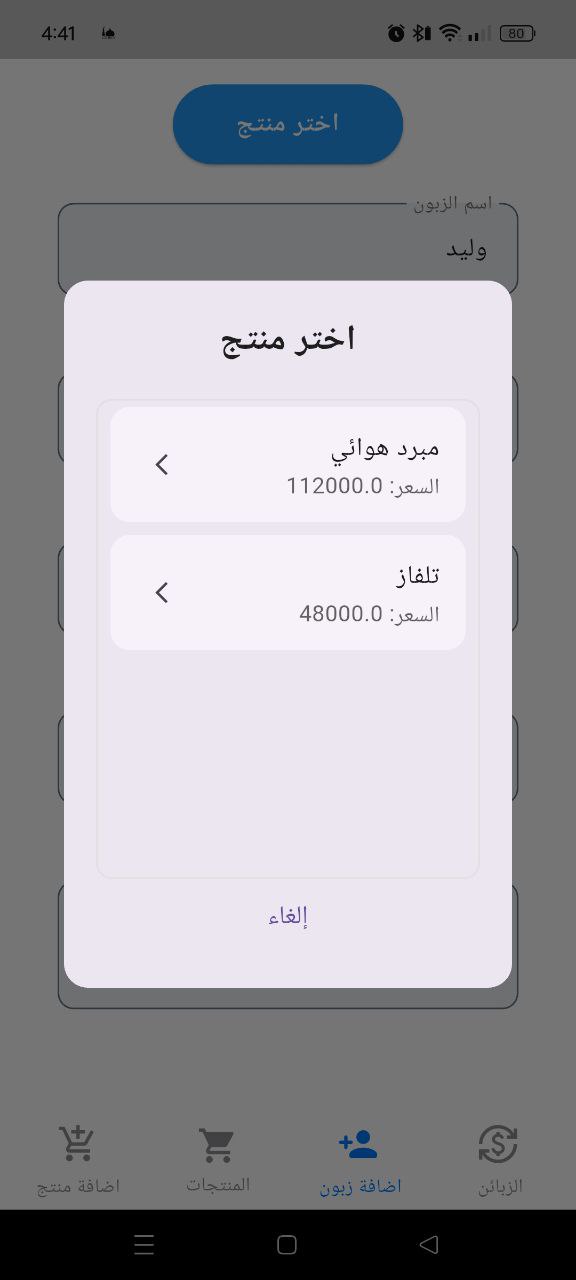 4:41
80
اختر منتج
اسم الزبون
وليد
اختر منتج
مبرد هوائي
السعر: 112000.0
تلفاز
السعر: 48000.0
إلغاء
الزبائن
اضافة زبون
المنتجات
اضافة منتج